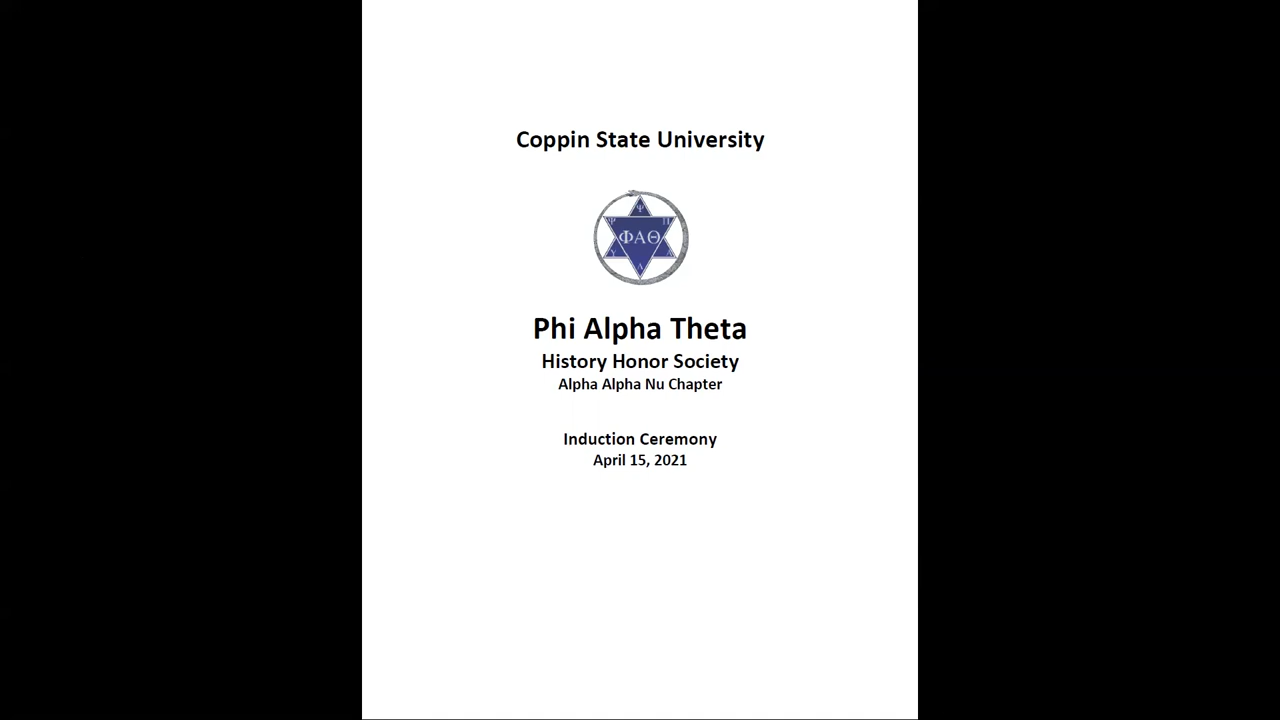 Coppin State University
Ψ
Ψ Π
ΦΑΘ
Υ Λ
Α
Phi Alpha Theta
History Honor Society
Alpha Alpha Nu Chapter
Induction Ceremony
April 15, 2021